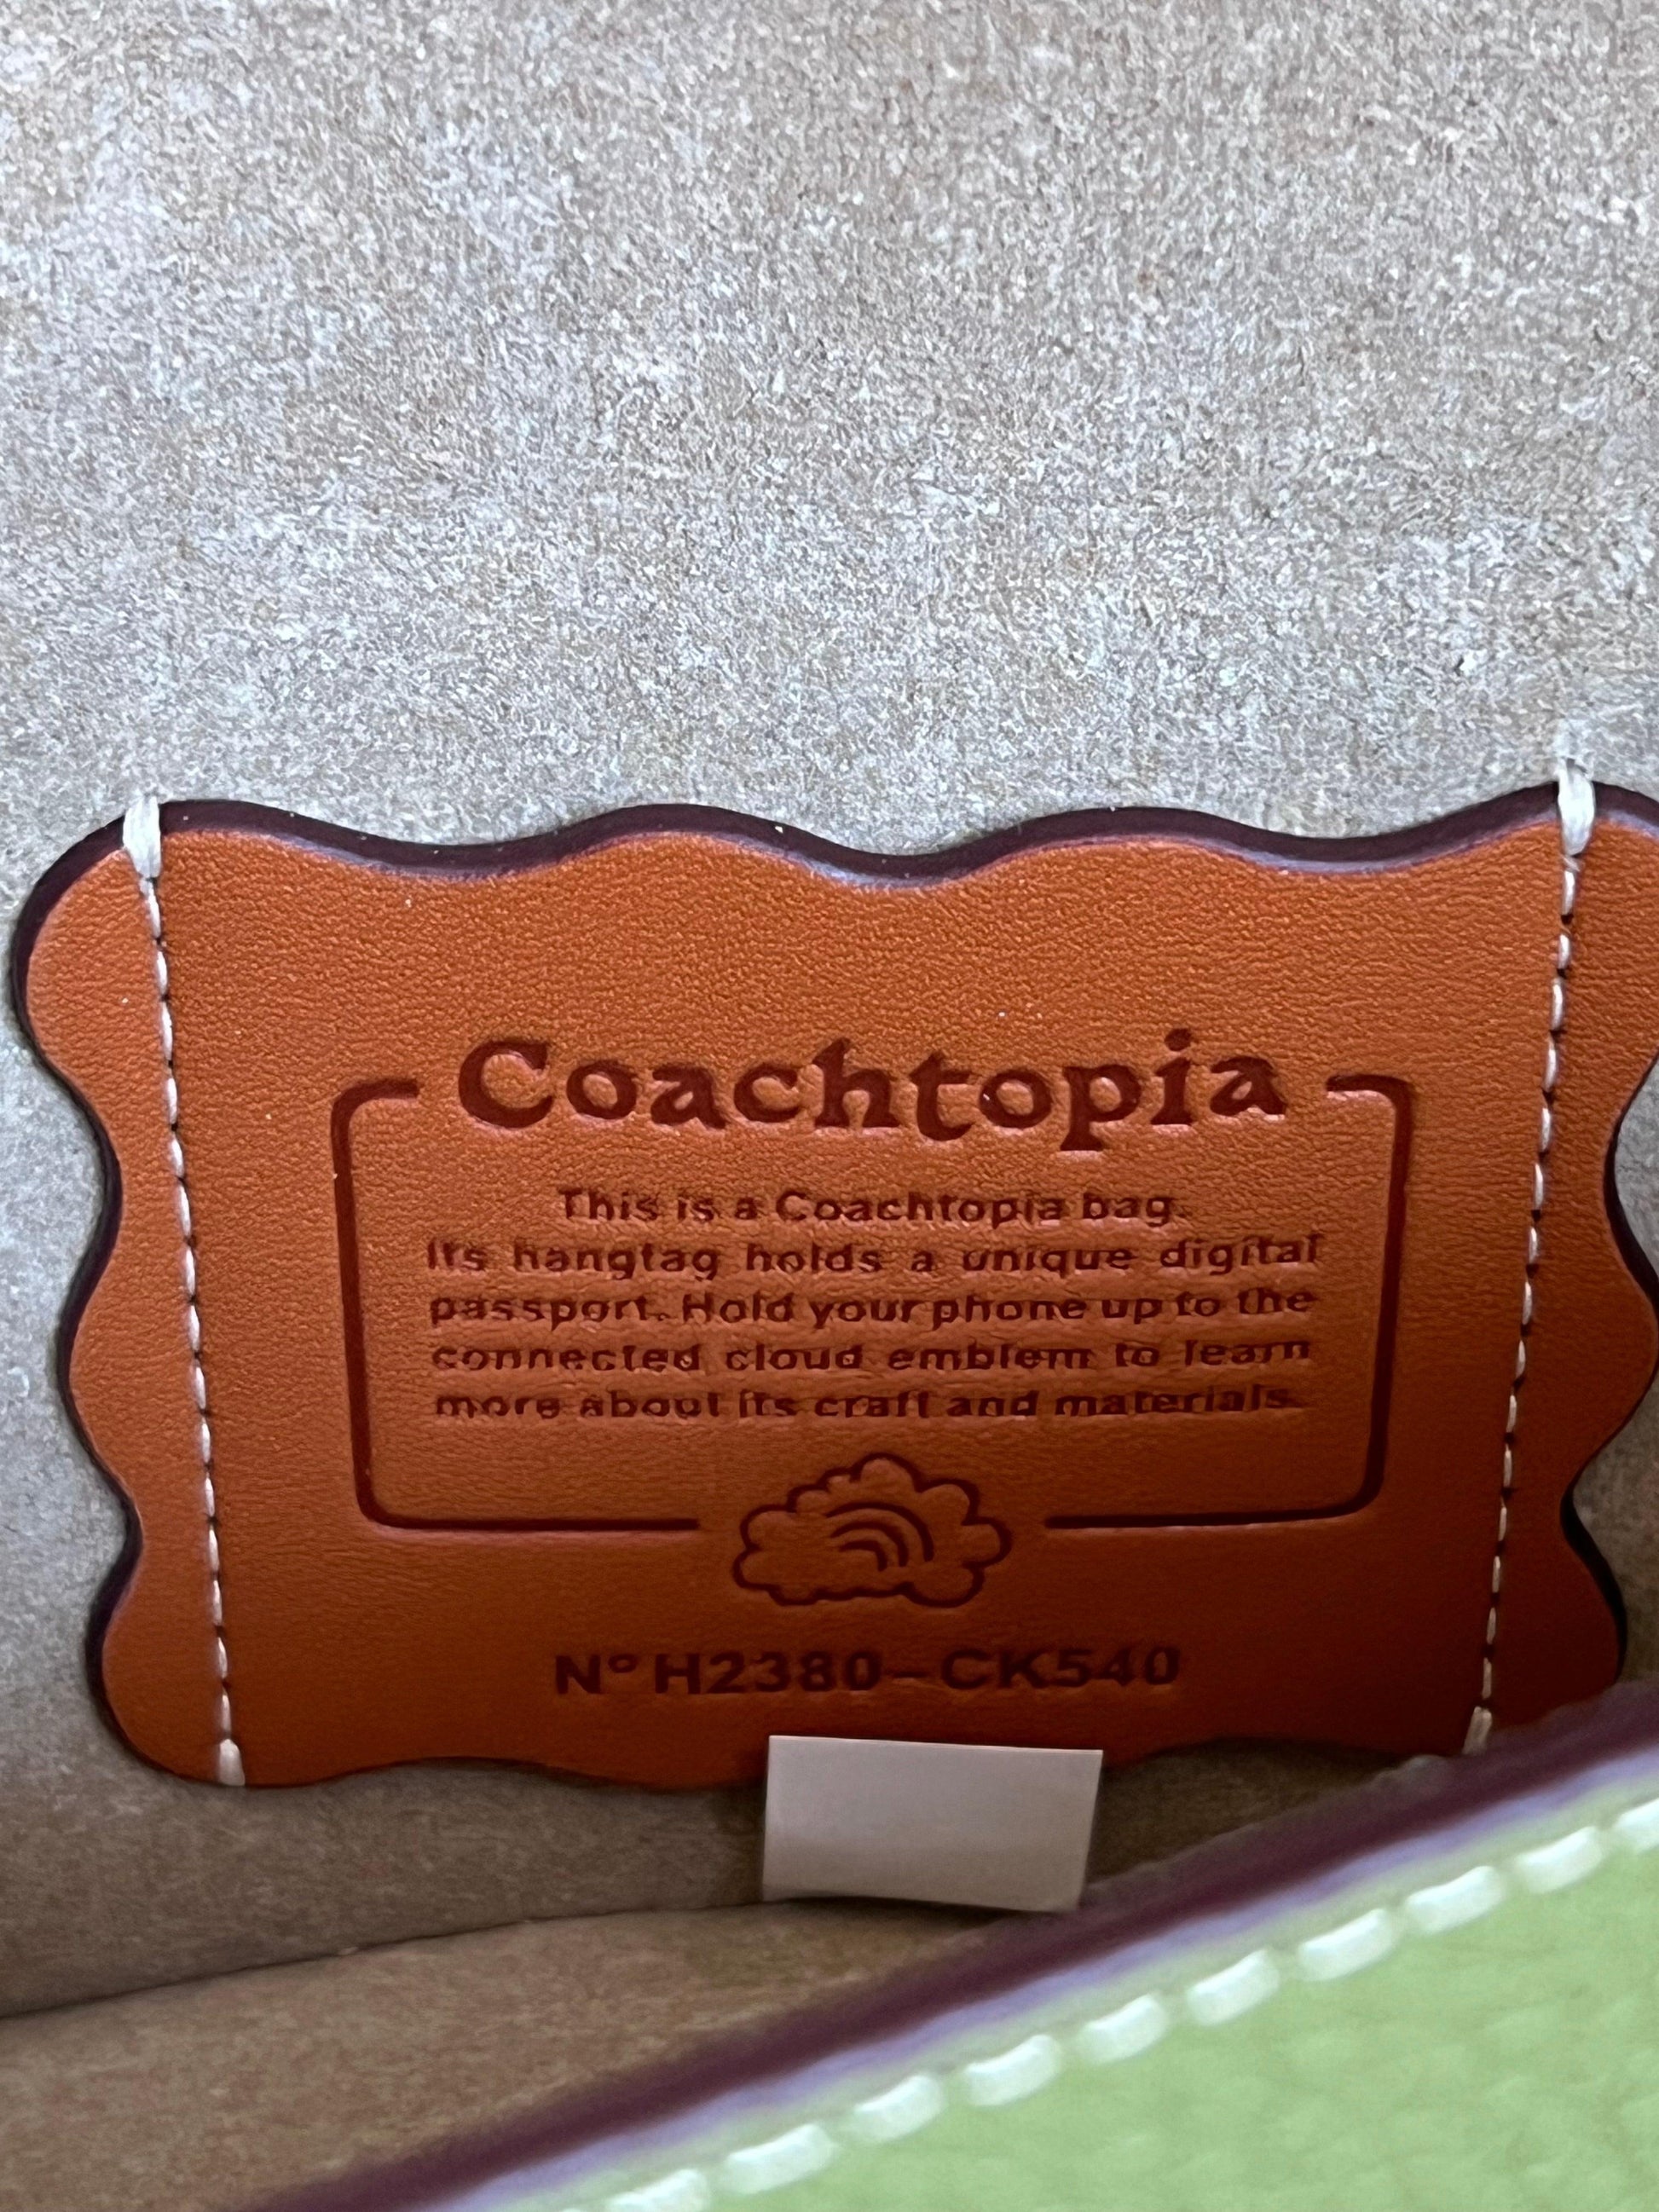 Coachtopia
This is a Coachtopia bag.
Its hangtag holds a unique digital
passport. Hold your phone up to the
connected cloud emblem to learn
more about its craft and materials.
Nº H2380-CK540